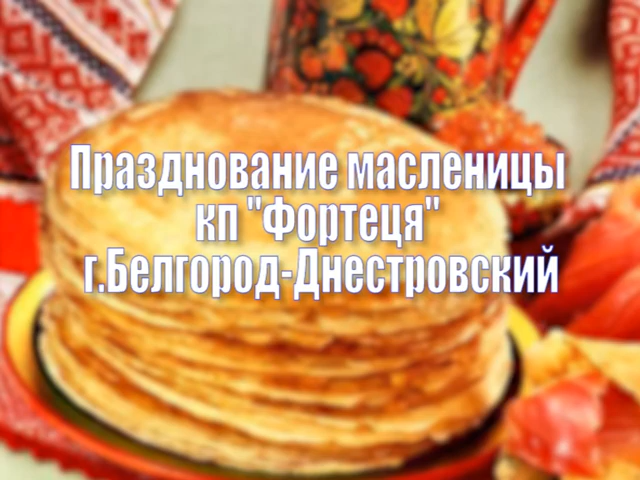 Празднование масленицы
кп "Фортеця"
г.Белгород-Днестровский